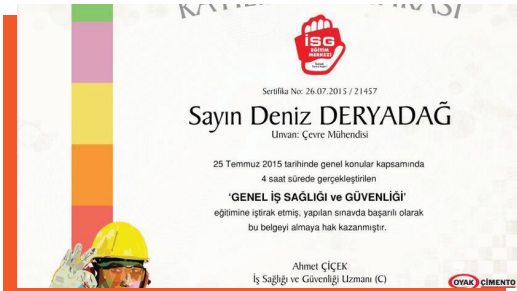 İSG
EĞİTİM
MERKEZİ
Sertifika No: 26.07.2015 / 21457
Sayın Deniz DERYADAĞ
Unvan: Çevre Mühendisi
25 Temmuz 2015 tarihinde genel konular kapsamında
4 saat sürede gerçekleştirilen
‘GENEL İŞ SAĞLIĞI ve GÜVENLİĞİ’
eğitimine iştirak etmiş, yapılan sınavda başarılı olarak
bu belgeyi almaya hak kazanmıştır.
Ahmet ÇİÇEK
İş Sağlığı ve Güvenliği Uzmanı (C)
OYAK ÇİMENTO